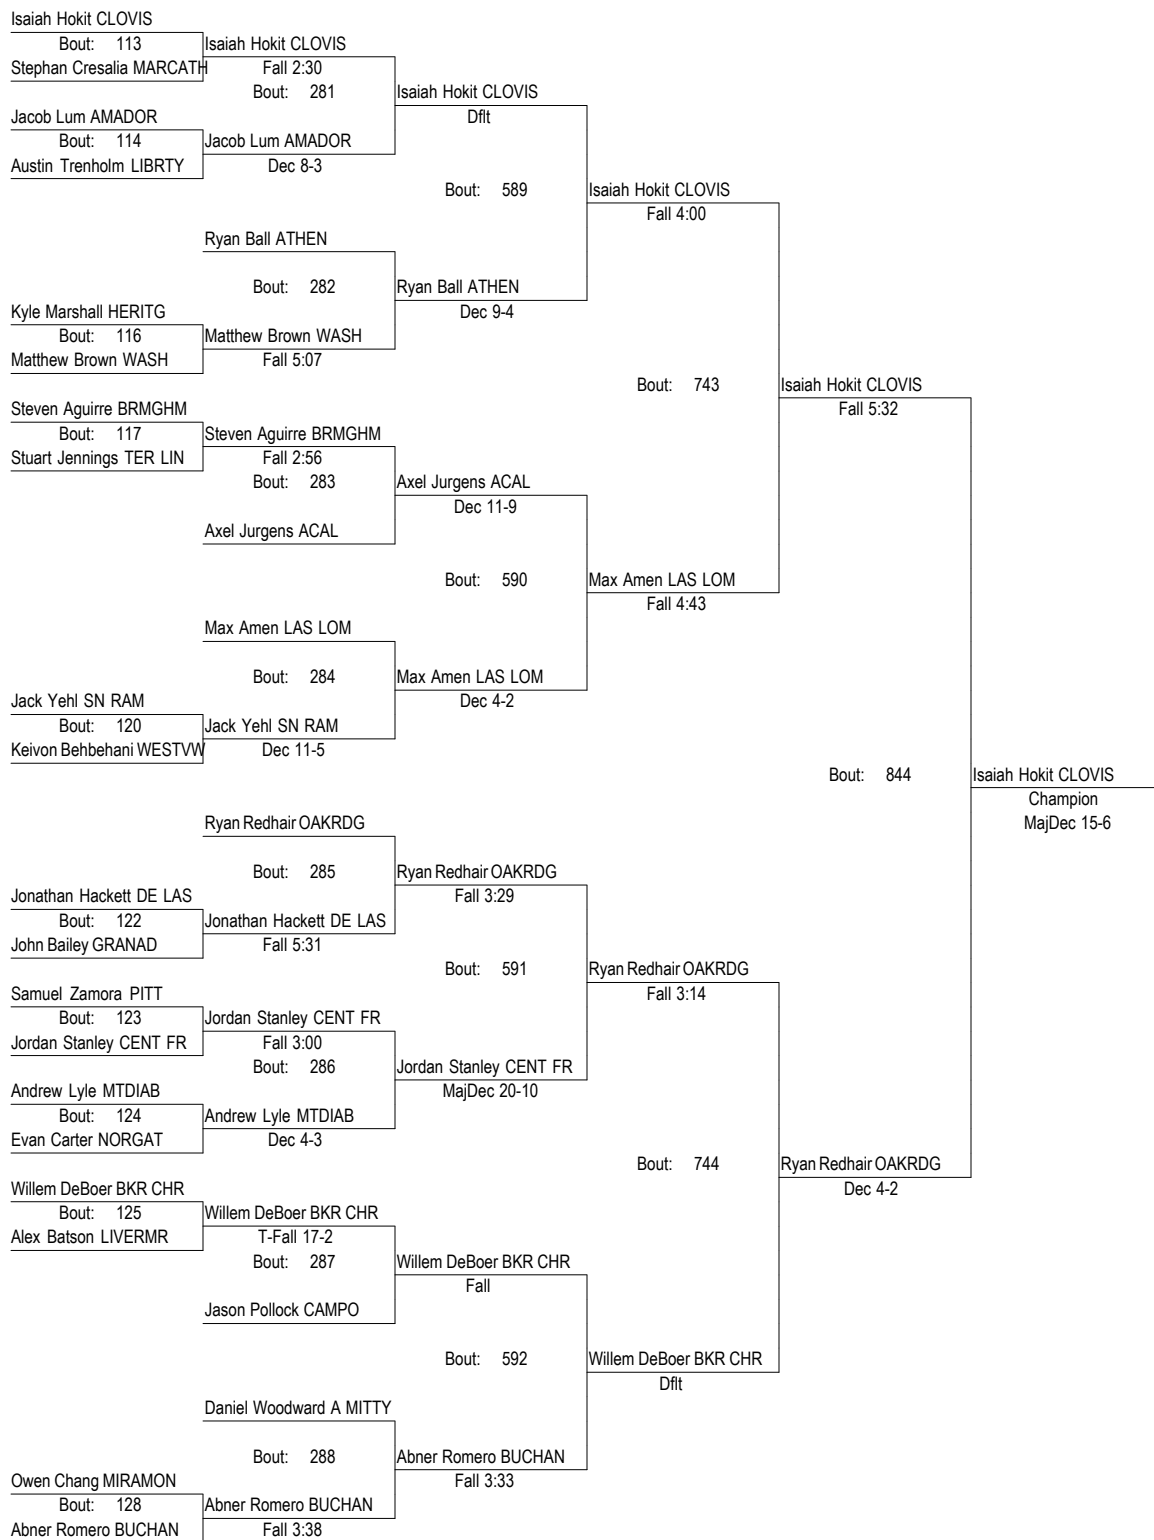 Isaiah Hokit CLOVIS
Bout: 113 Isaiah Hokit CLOVIS
Stephan Cresalia MARCATH Fall 2:30
Bout: 281 Isaiah Hokit CLOVIS
Jacob Lum AMADOR Dflt
Bout: 114 Jacob Lum AMADOR
Austin Trenholm LIBRTY Dec 8-3
Bout: 589 Isaiah Hokit CLOVIS
Fall 4:00
Ryan Ball ATHEN
Bout: 282 Ryan Ball ATHEN
Kyle Marshall HERITG Dec 9-4
Bout: 116 Matthew Brown WASH
Matthew Brown WASH Fall 5:07
Bout: 743 Isaiah Hokit CLOVIS
Steven Aguirre BRMGHM Fall 5:32
Bout: 117 Steven Aguirre BRMGHM
Stuart Jennings TER LIN Fall 2:56
Bout: 283 Axel Jurgens ACAL
Dec 11-9
Axel Jurgens ACAL
Bout: 590 Max Amen LAS LOM
Fall 4:43
Max Amen LAS LOM
Bout: 284 Max Amen LAS LOM
Jack Yehl SN RAM Dec 4-2
Bout: 120 Jack Yehl SN RAM
Keivon Behbehani WESTVW Dec 11-5
Bout: 844 Isaiah Hokit CLOVIS
Champion
Ryan Redhair OAKRDG MajDec 15-6
Bout: 285 Ryan Redhair OAKRDG
Jonathan Hackett DE LAS Fall 3:29
Bout: 122 Jonathan Hackett DE LAS
John Bailey GRANAD Fall 5:31
Bout: 591 Ryan Redhair OAKRDG
Samuel Zamora PITT Fall 3:14
Bout: 123 Jordan Stanley CENT FR
Jordan Stanley CENT FR Fall 3:00
Bout: 286 Jordan Stanley CENT FR
Andrew Lyle MTDIAB MajDec 20-10
Bout: 124 Andrew Lyle MTDIAB
Evan Carter NORGAT Dec 4-3
Bout: 744 Ryan Redhair OAKRDG
Willem DeBoer BKR CHR Dec 4-2
Bout: 125 Willem DeBoer BKR CHR
Alex Batson LIVERMR T-Fall 17-2
Bout: 287 Willem DeBoer BKR CHR
Fall
Jason Pollock CAMPO
Bout: 592 Willem DeBoer BKR CHR
Dflt
Daniel Woodward A MITTY
Bout: 288 Abner Romero BUCHAN
Owen Chang MIRAMON Fall 3:33
Bout: 128 Abner Romero BUCHAN
Abner Romero BUCHAN Fall 3:38